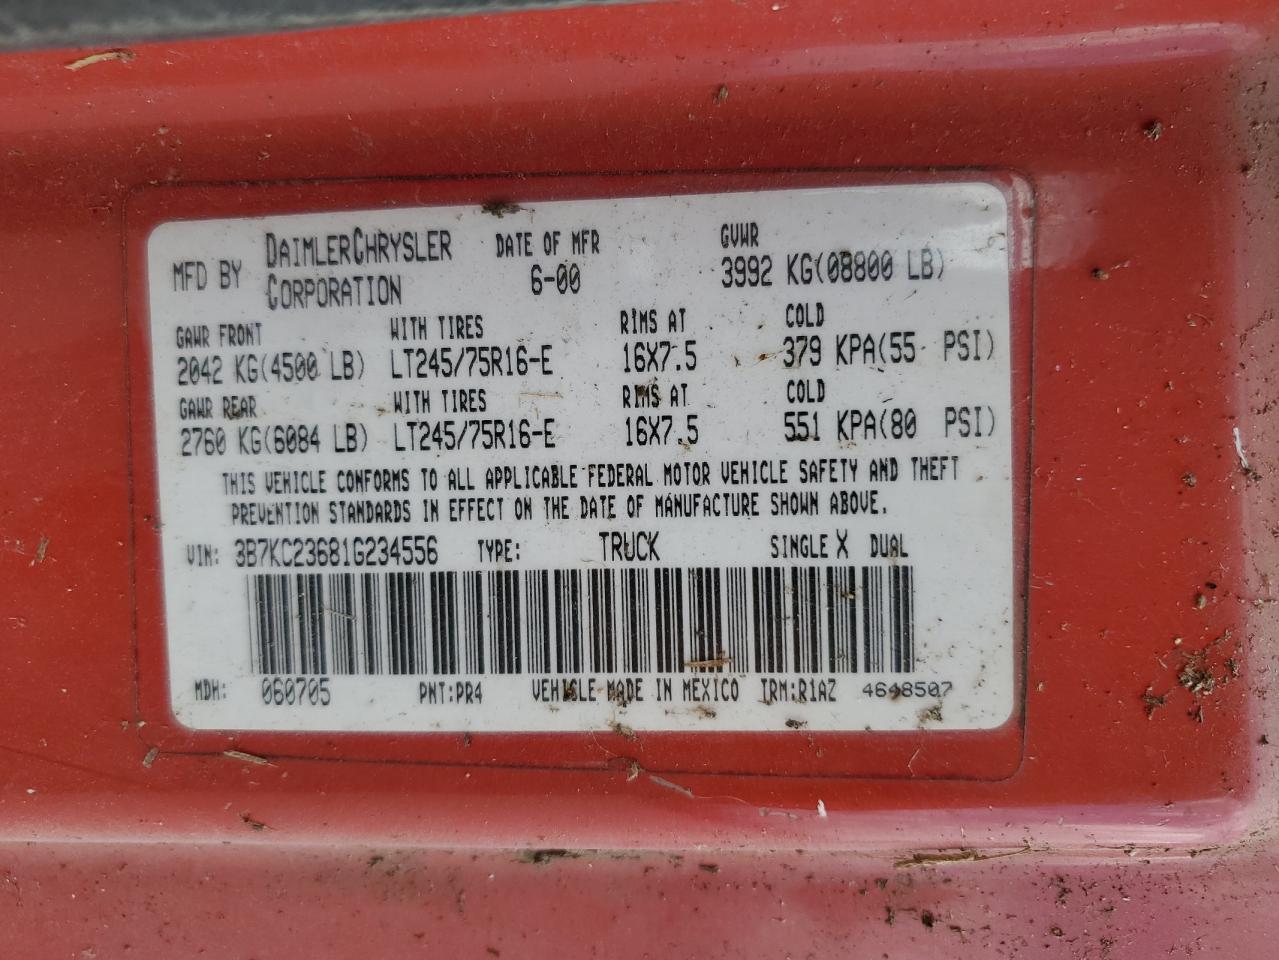 MFD BY DAIMLERCHRYSLER CORPORATION DATE OF MFR 6-00 GVWR 3992 KG(08800 LB)
GAWR FRONT WITH TIRES RIMS AT COLD
2042 KG(4500 LB) LT245/75R16-E 16X7.5 379 KPA(55 PSI)
GAWR REAR WITH TIRES RIMS AT COLD
2760 KG(6084 LB) LT245/75R16-E 16X7.5 551 KPA(80 PSI)
THIS VEHICLE CONFORMS TO ALL APPLICABLE FEDERAL MOTOR VEHICLE SAFETY AND THEFT
PREVENTION STANDARDS IN EFFECT ON THE DATE OF MANUFACTURE SHOWN ABOVE.
VIN: 3B7KC23681G234556 TYPE: TRUCK SINGLE X DUAL
MDH: 060705 PNT:PR4 VEHICLE MADE IN MEXICO TRM:R1AZ 4648507